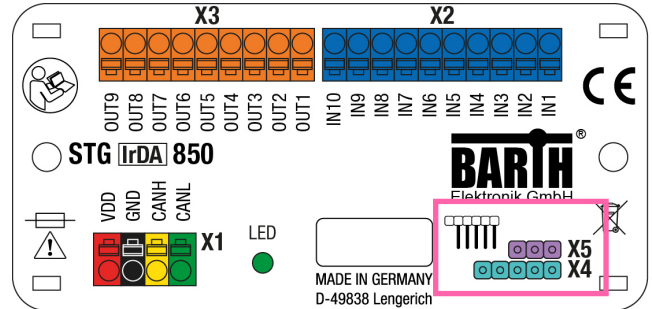 X3 X2
OUT9 OUT8 OUT7 OUT6 OUT5 OUT4 OUT3 OUT2 OUT1 IN10 IN9 IN8 IN7 IN6 IN5 IN4 IN3 IN2 IN1
CE
STG IrDA 850
BARTH®
Elektronik GmbH
VDD GND CANH CANL
X1
LED
X5
X4
MADE IN GERMANY
D-49838 Lengerich